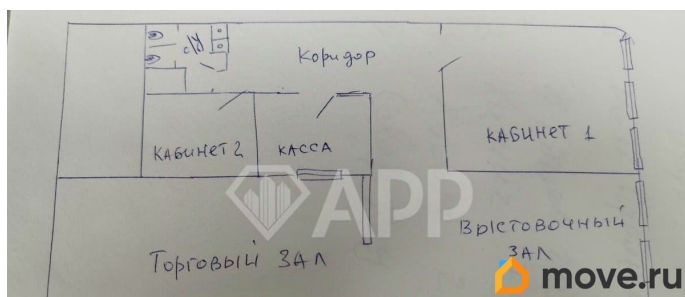 с/у
Коридор
КАБИНЕТ 2
КАССА
КАБИНЕТ 1
APP
Торговый ЗАЛ
Выстовочный
ЗАЛ
move.ru